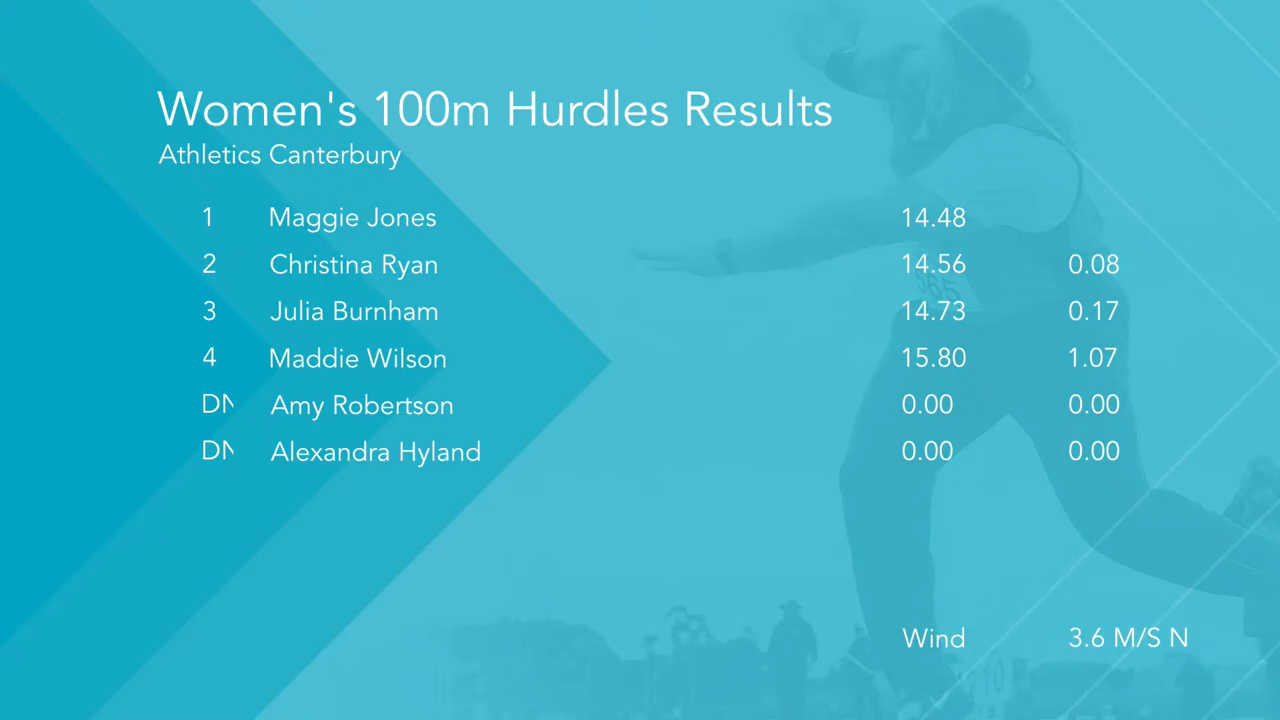 Women's 100m Hurdles Results
Athletics Canterbury
1 Maggie Jones 14.48
2 Christina Ryan 14.56 0.08
3 Julia Burnham 14.73 0.17
4 Maddie Wilson 15.80 1.07
DN Amy Robertson 0.00 0.00
DN Alexandra Hyland 0.00 0.00
Wind 3.6 M/S N